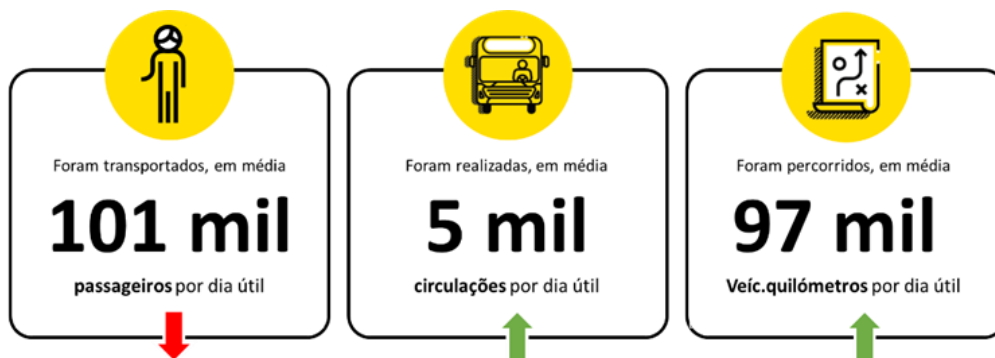 Foram transportados, em média
101 mil
passageiros por dia útil
Foram realizadas, em média
5 mil
circulações por dia útil
Foram percorridos, em média
97 mil
Veíc.quilómetros por dia útil